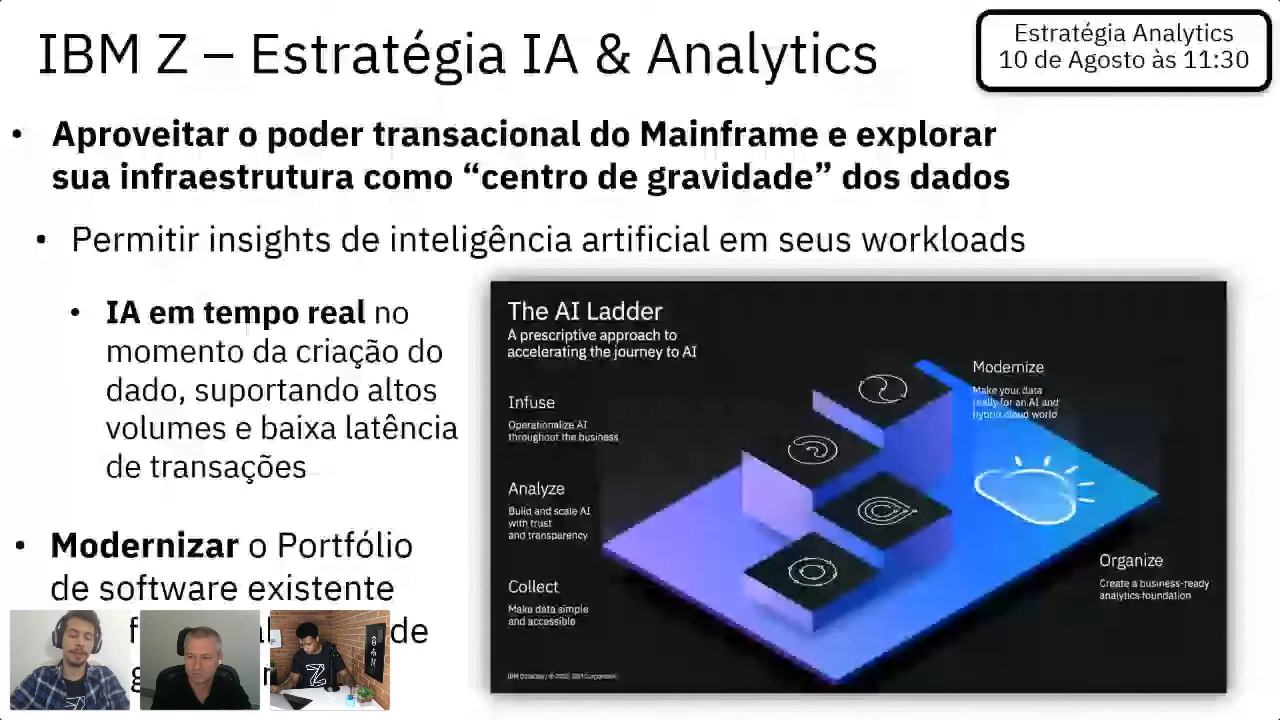 IBM Z – Estratégia IA & Analytics
Estratégia Analytics
10 de Agosto às 11:30
• Aproveitar o poder transacional do Mainframe e explorar
sua infraestrutura como “centro de gravidade” dos dados
• Permitir insights de inteligência artificial em seus workloads
• IA em tempo real no
momento da criação do
dado, suportando altos
volumes e baixa latência
de transações
• Modernizar o Portfólio
de software existente
de
The AI Ladder
A prescriptive approach to
accelerating the journey to AI
Infuse
Operationalize AI
throughout the business
Analyze
Build and scale AI
with trust
and transparency
Collect
Make data simple
and accessible
Modernize
Make your data
ready for an AI and
hybrid cloud world
Organize
Create a business-ready
analytics foundation